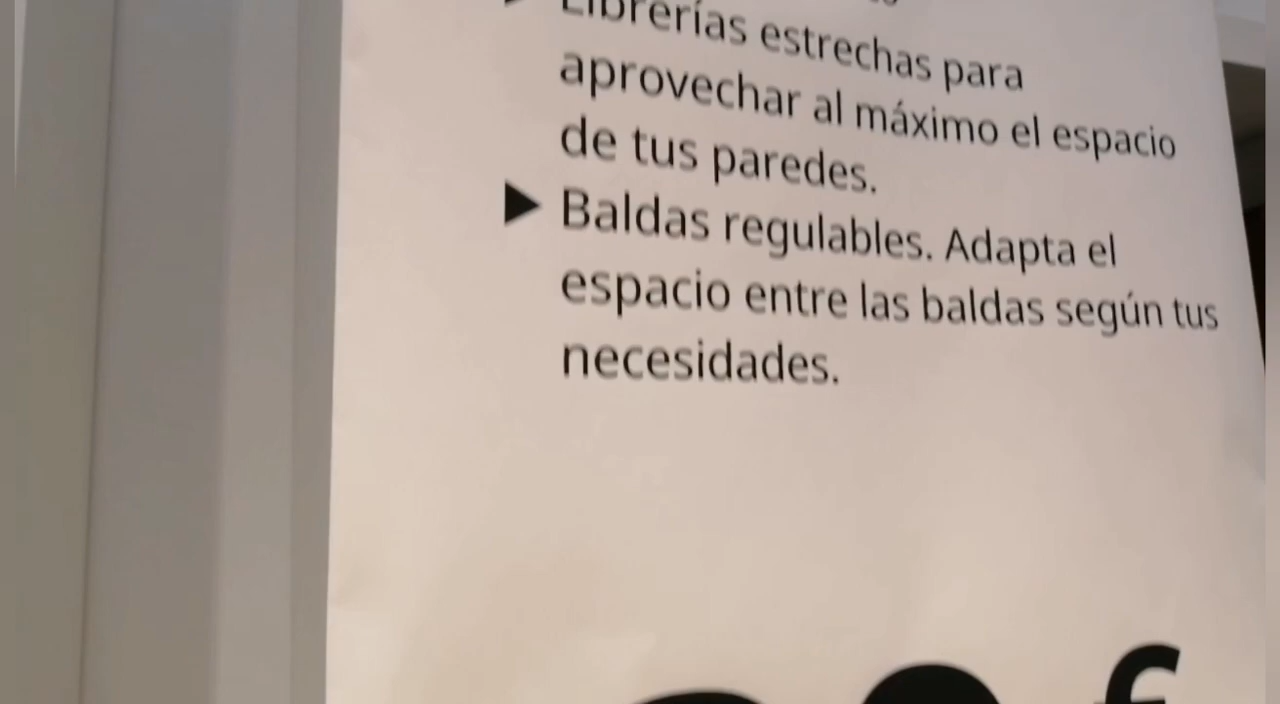 Librerías estrechas para
aprovechar al máximo el espacio
de tus paredes.
▶ Baldas regulables. Adapta el
espacio entre las baldas según tus
necesidades.